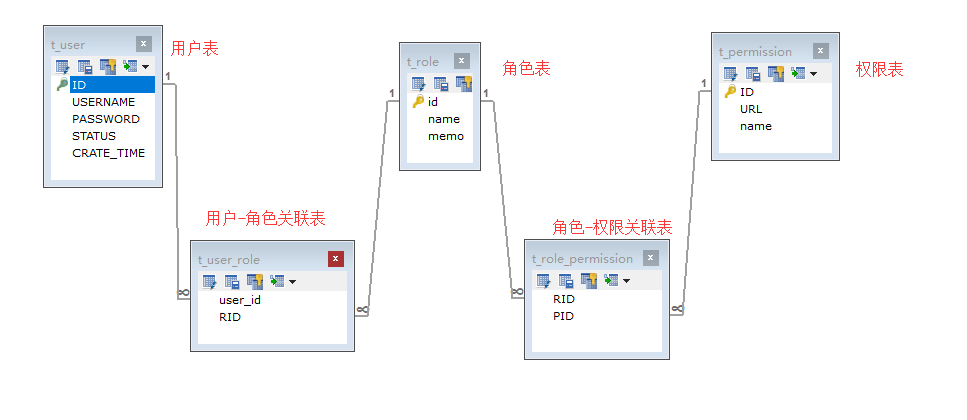 t_user
用户表
ID
USERNAME
PASSWORD
STATUS
CRATE_TIME
1
t_role
角色表
id
name
memo
1
1
t_permission
权限表
ID
URL
name
1
用户-角色关联表
t_user_role
user_id
RID
∞
∞
角色-权限关联表
t_role_permission
RID
PID
∞
∞